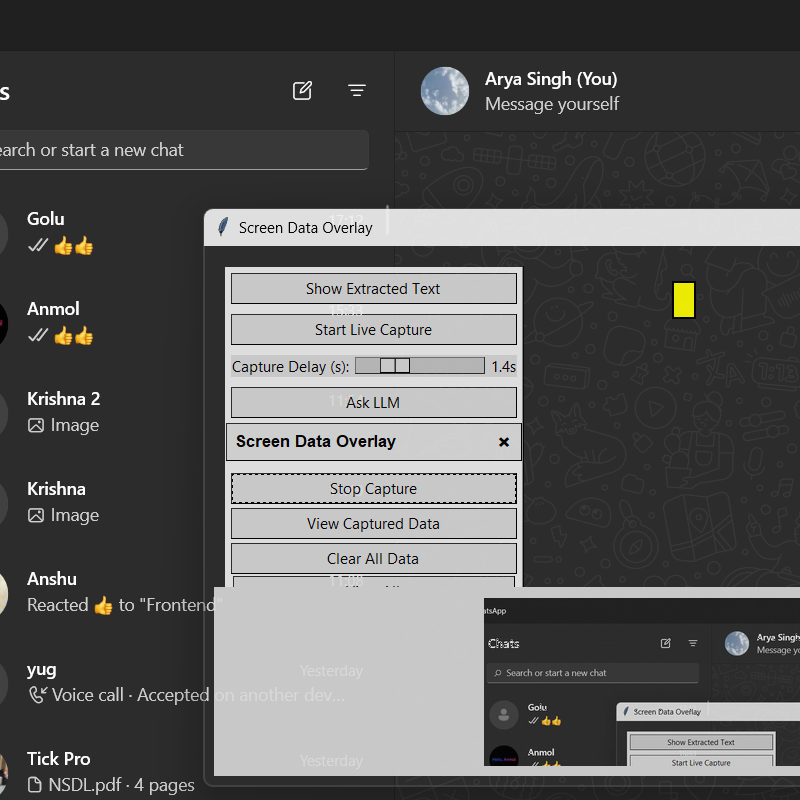 s
earch or start a new chat
Golu
17:12
👍👍
Anmol
👍👍
Krishna 2
Image
Krishna
Image
Anshu
Reacted 👍 to "Frontend"
yug
Voice call · Accepted on another dev...
Yesterday
Tick Pro
NSDL.pdf · 4 pages
Yesterday
Arya Singh (You)
Message yourself
Screen Data Overlay
Show Extracted Text
Start Live Capture
Capture Delay (s):
1.4s
Ask LLM
Screen Data Overlay
×
Stop Capture
View Captured Data
Clear All Data
atsApp
Chats
Search or start a new chat
Golu
👍👍
Anmol
Arya Singh
Message yo
Screen Data Overlay
Show Extracted Text
Start Live Capture